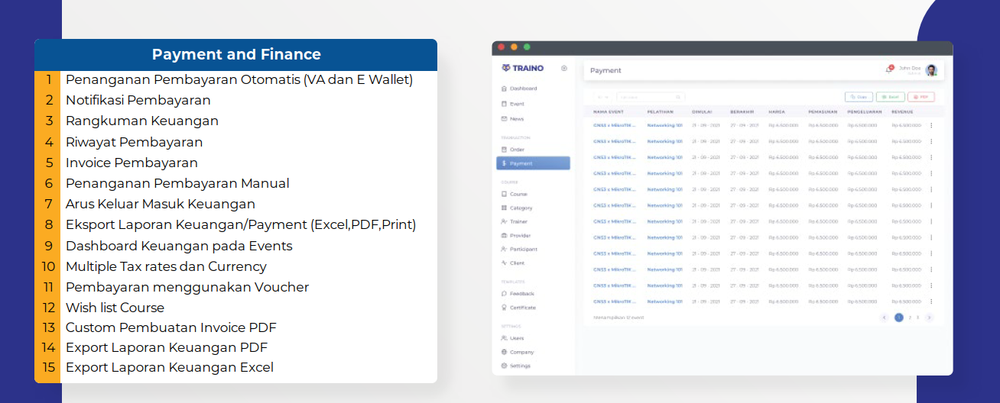 Payment and Finance
1 Penanganan Pembayaran Otomatis (VA dan E Wallet)
2 Notifikasi Pembayaran
3 Rangkuman Keuangan
4 Riwayat Pembayaran
5 Invoice Pembayaran
6 Penanganan Pembayaran Manual
7 Arus Keluar Masuk Keuangan
8 Eksport Laporan Keuangan/Payment (Excel,PDF,Print)
9 Dashboard Keuangan pada Events
10 Multiple Tax rates dan Currency
11 Pembayaran menggunakan Voucher
12 Wish list Course
13 Custom Pembuatan Invoice PDF
14 Export Laporan Keuangan PDF
15 Export Laporan Keuangan Excel
TRAINO
Dashboard
Event
News
TRANSACTION
Order
Payment
COURSE
Course
Category
Trainer
Provider
Participant
Client
TEMPLATES
Feedback
Certificate
SETTINGS
Users
Company
Settings
Payment
John Doe
Copy Excel PDF
NAMA EVENT PELATIHAN DIMULAI BERAKHIR HARGA PEMASUKAN PENGELUARAN REVENUE
GNS3 x MikroTIK ... Networking 101 21 - 09 - 2021 27 - 09 - 2021 Rp 6.500.000 Rp 6.500.000 Rp 6.500.000 Rp 6.500.000
GNS3 x MikroTIK ... Networking 101 21 - 09 - 2021 27 - 09 - 2021 Rp 6.500.000 Rp 6.500.000 Rp 6.500.000 Rp 6.500.000
GNS3 x MikroTIK ... Networking 101 21 - 09 - 2021 27 - 09 - 2021 Rp 6.500.000 Rp 6.500.000 Rp 6.500.000 Rp 6.500.000
GNS3 x MikroTIK ... Networking 101 21 - 09 - 2021 27 - 09 - 2021 Rp 6.500.000 Rp 6.500.000 Rp 6.500.000 Rp 6.500.000
GNS3 x MikroTIK ... Networking 101 21 - 09 - 2021 27 - 09 - 2021 Rp 6.500.000 Rp 6.500.000 Rp 6.500.000 Rp 6.500.000
GNS3 x MikroTIK ... Networking 101 21 - 09 - 2021 27 - 09 - 2021 Rp 6.500.000 Rp 6.500.000 Rp 6.500.000 Rp 6.500.000
GNS3 x MikroTIK ... Networking 101 21 - 09 - 2021 27 - 09 - 2021 Rp 6.500.000 Rp 6.500.000 Rp 6.500.000 Rp 6.500.000
GNS3 x MikroTIK ... Networking 101 21 - 09 - 2021 27 - 09 - 2021 Rp 6.500.000 Rp 6.500.000 Rp 6.500.000 Rp 6.500.000
GNS3 x MikroTIK ... Networking 101 21 - 09 - 2021 27 - 09 - 2021 Rp 6.500.000 Rp 6.500.000 Rp 6.500.000 Rp 6.500.000
GNS3 x MikroTIK ... Networking 101 21 - 09 - 2021 27 - 09 - 2021 Rp 6.500.000 Rp 6.500.000 Rp 6.500.000 Rp 6.500.000
GNS3 x MikroTIK ... Networking 101 21 - 09 - 2021 27 - 09 - 2021 Rp 6.500.000 Rp 6.500.000 Rp 6.500.000 Rp 6.500.000
GNS3 x MikroTIK ... Networking 101 21 - 09 - 2021 27 - 09 - 2021 Rp 6.500.000 Rp 6.500.000 Rp 6.500.000 Rp 6.500.000
Menampilkan 12 event
1 2 3